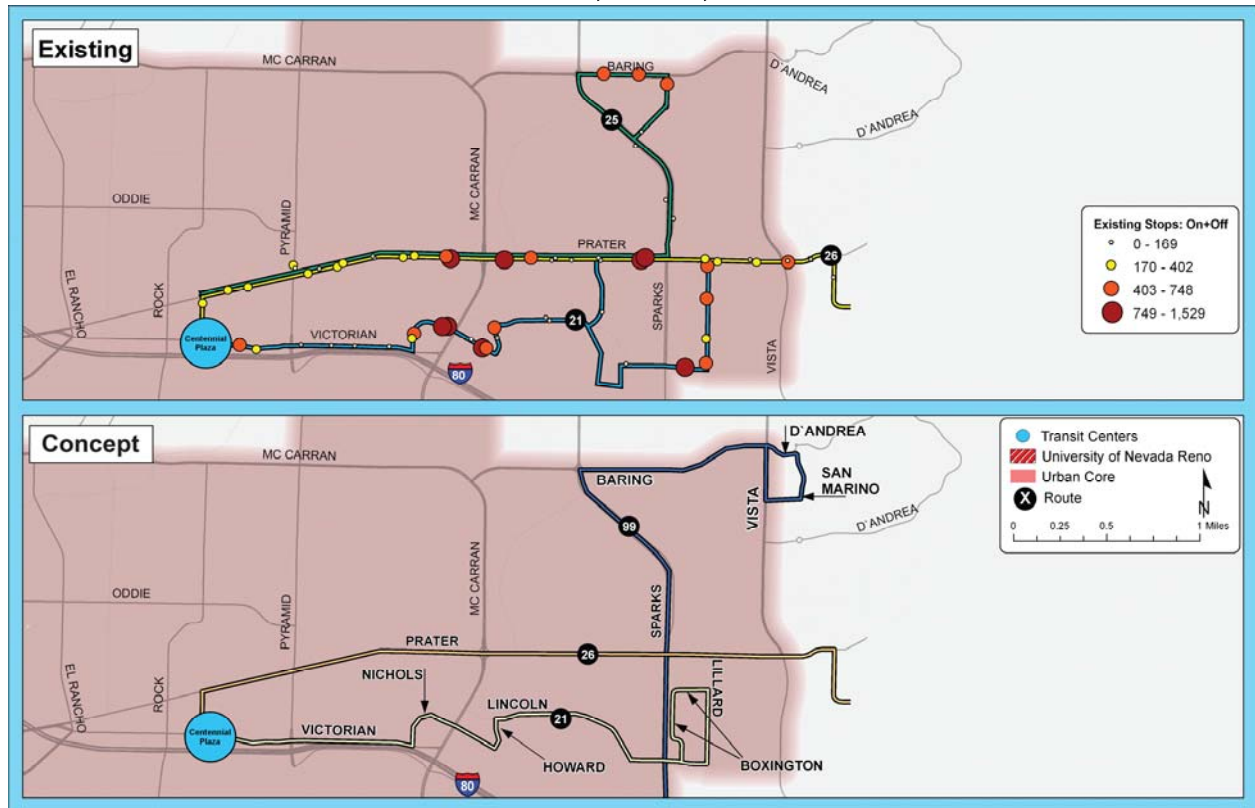 Existing
MC CARRAN
BARING
D`ANDREA
D`ANDREA
25
MC CARRAN
ODDIE
PYRAMID
PRATER
26
EL RANCHO
ROCK
SPARKS
VISTA
21
VICTORIAN
Centennial
Plaza
80
Existing Stops: On+Off
0 - 169
170 - 402
403 - 748
749 - 1,529
Concept
MC CARRAN
D`ANDREA
BARING
SAN
MARINO
VISTA
D`ANDREA
99
MC CARRAN
ODDIE
PYRAMID
SPARKS
PRATER
26
EL RANCHO
ROCK
NICHOLS
LINCOLN
LILLARD
21
Centennial
Plaza
VICTORIAN
HOWARD
BOXINGTON
80
Transit Centers
University of Nevada Reno
Urban Core
X Route
N
0 0.25 0.5 1 Miles